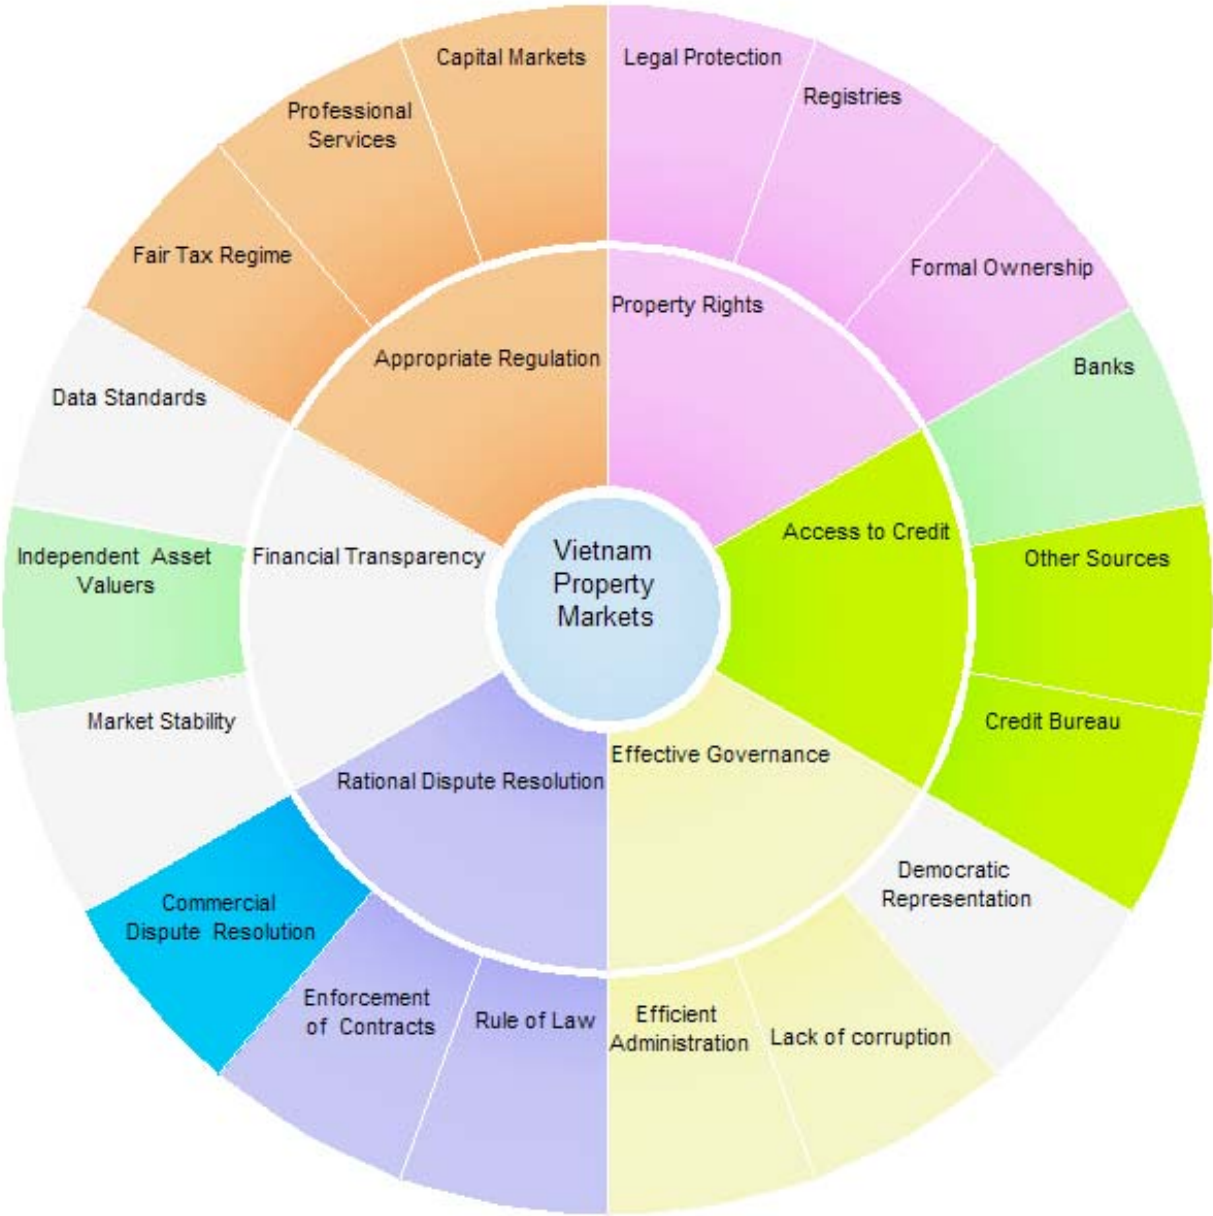 Capital Markets
Legal Protection
Registries
Professional
Services
Formal Ownership
Fair Tax Regime
Property Rights
Appropriate Regulation
Banks
Data Standards
Access to Credit
Other Sources
Independent Asset
Valuers
Financial Transparency
Vietnam
Property
Markets
Market Stability
Credit Bureau
Rational Dispute Resolution
Effective Governance
Democratic
Representation
Commercial
Dispute Resolution
Enforcement
of Contracts
Rule of Law
Efficient
Administration
Lack of corruption